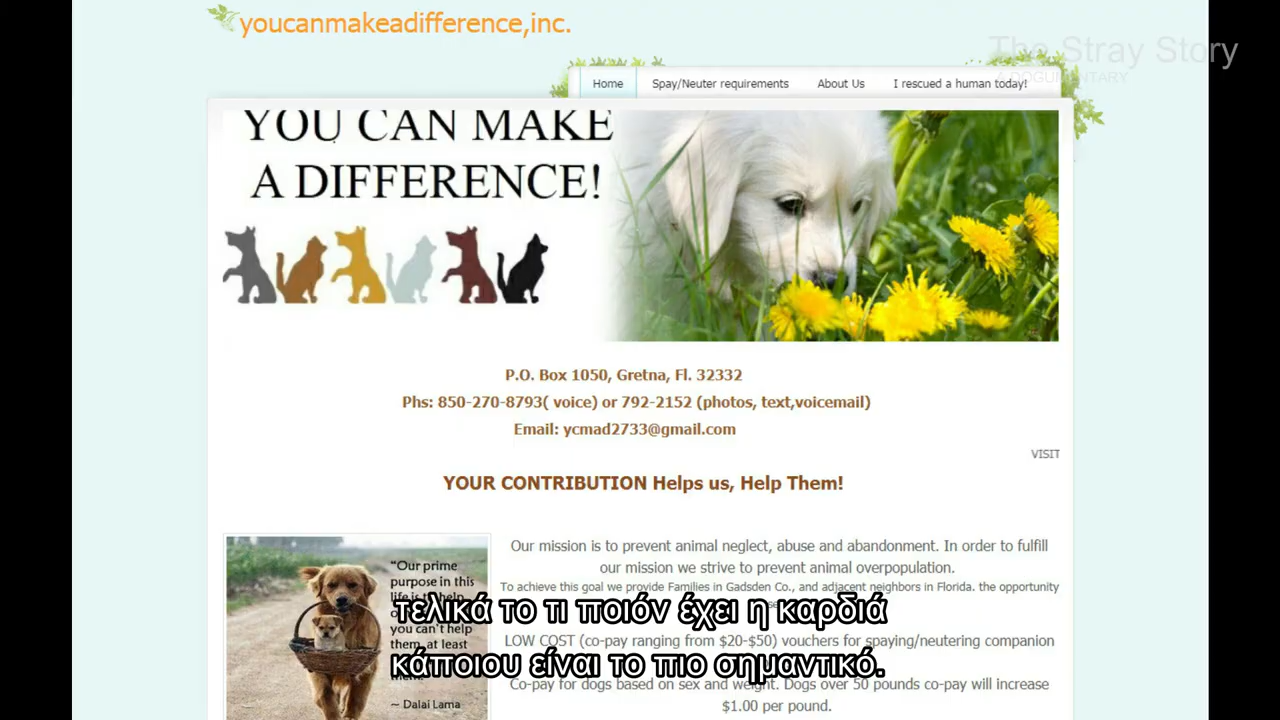 youcanmakeadifference,inc.
The Stray Story
A DOGUMENTARY
Home Spay/Neuter requirements About Us I rescued a human today!
YOU CAN MAKE
A DIFFERENCE!
P.O. Box 1050, Gretna, Fl. 32332
Phs: 850-270-8793( voice) or 792-2152 (photos, text,voicemail)
Email: ycmad2733@gmail.com
VISIT
YOUR CONTRIBUTION Helps us, Help Them!
Our mission is to prevent animal neglect, abuse and abandonment. In order to fulfill
our mission we strive to prevent animal overpopulation.
To achieve this goal we provide Families in Gadsden Co., and adjacent neighbors in Florida. the opportunity
LOW COST (co-pay ranging from $20-$50) vouchers for spaying/neutering companion
Co-pay for dogs based on sex and weight. Dogs over 50 pounds co-pay will increase
$1.00 per pound.
“Our prime
purpose in this
life is to help
you can't help
them, at least
~ Dalai Lama
τελικά το τι ποιόν έχει η καρδιά
κάποιου είναι το πιο σημαντικό.